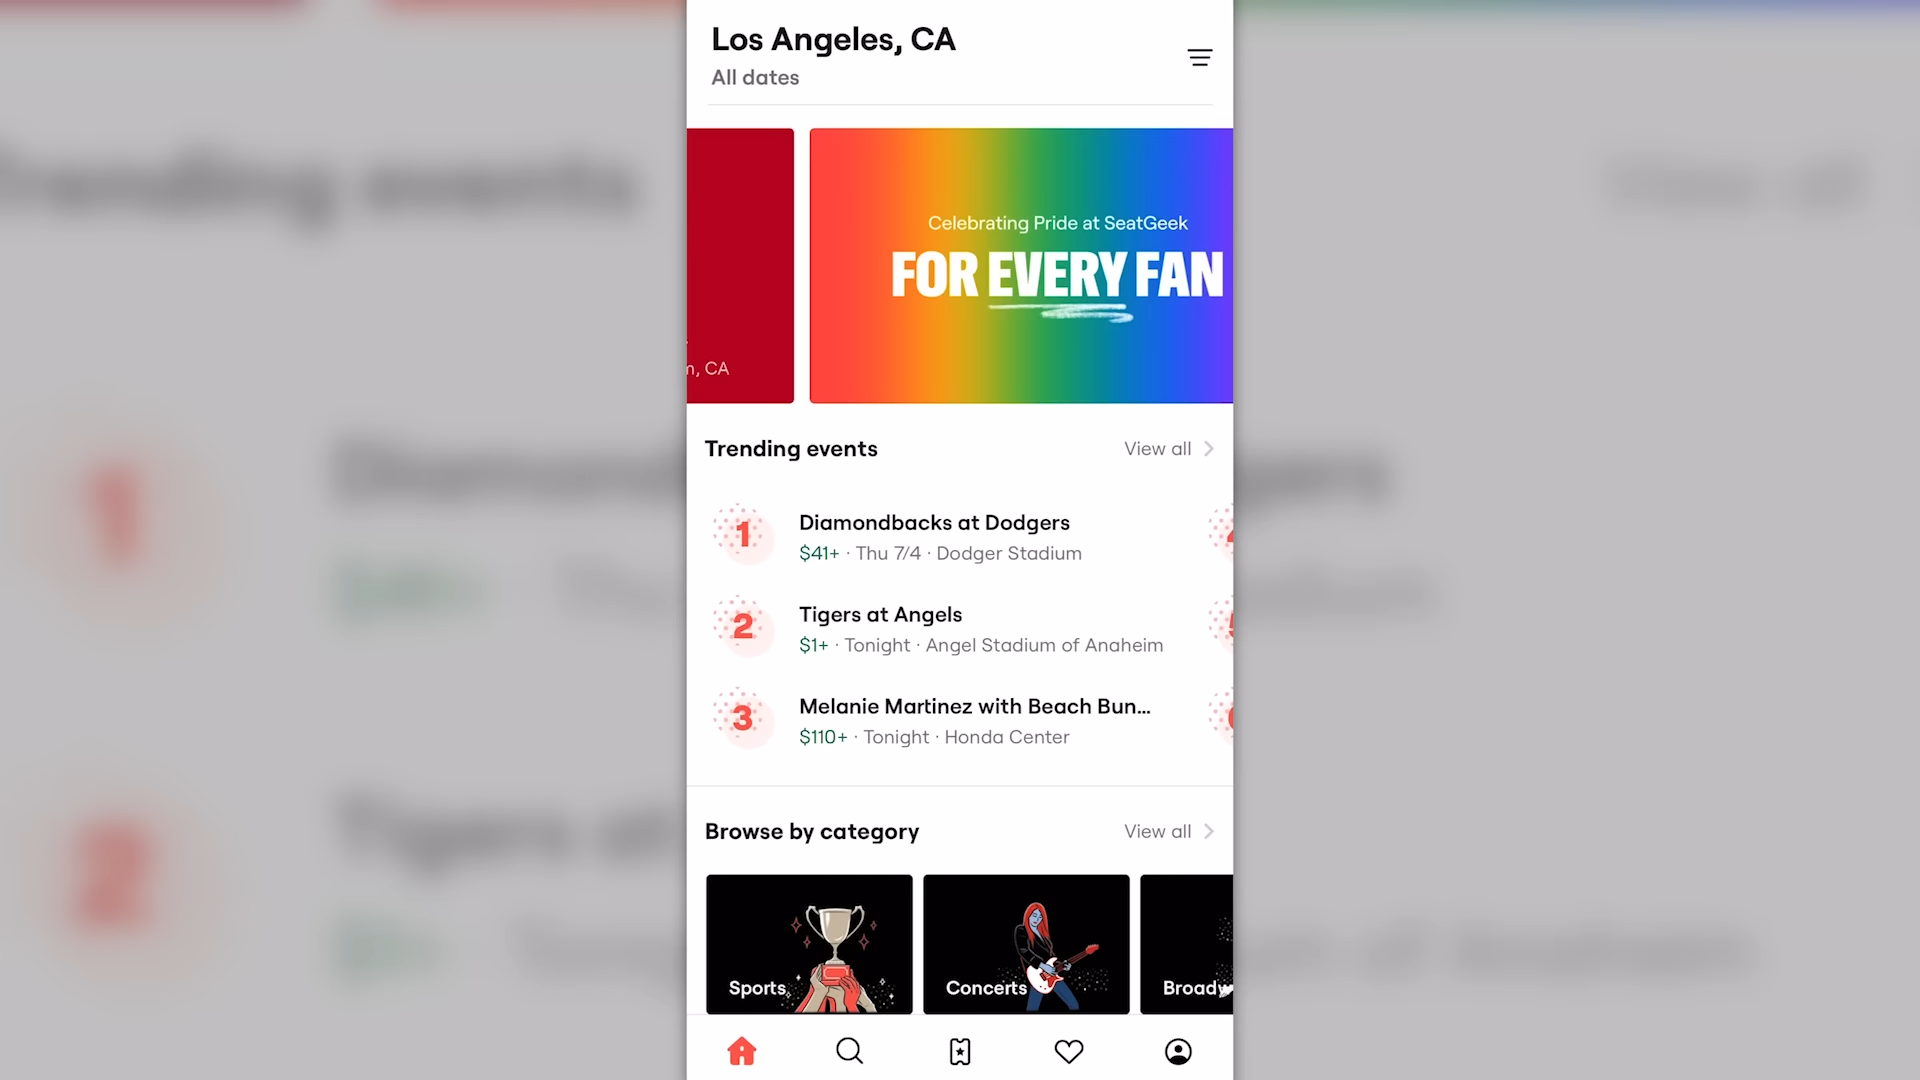 Los Angeles, CA
All dates
CA
Celebrating Pride at SeatGeek
FOR EVERY FAN
Trending events
View all
1
Diamondbacks at Dodgers
$41+ · Thu 7/4 · Dodger Stadium
2
Tigers at Angels
$1+ · Tonight · Angel Stadium of Anaheim
3
Melanie Martinez with Beach Bun...
$110+ · Tonight · Honda Center
Browse by category
View all
Sports
Concerts